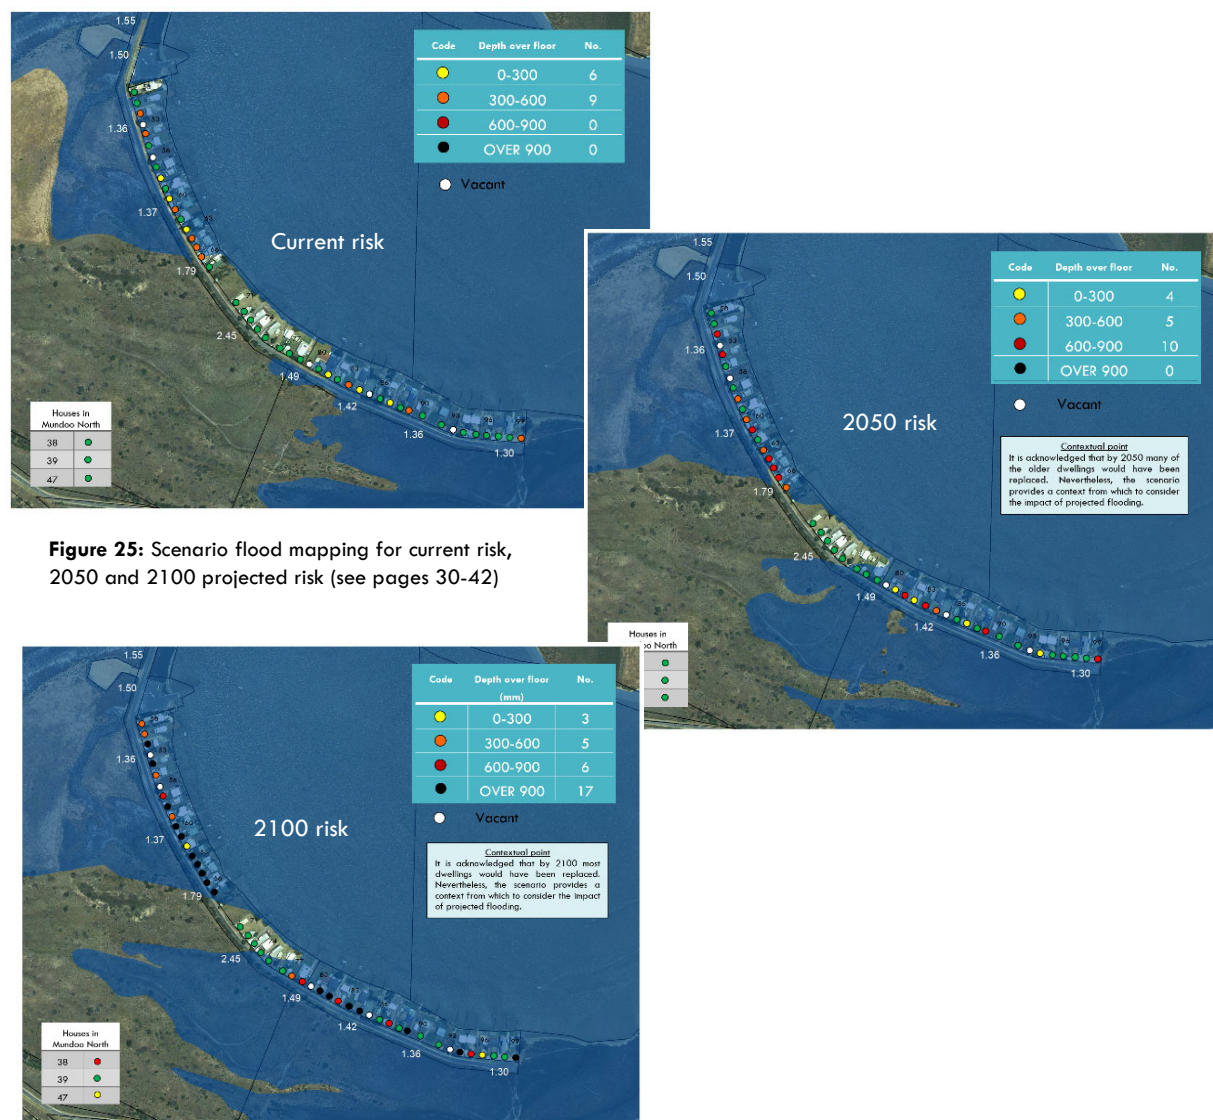 1.55
1.50
1.36
1.37
1.79
2.45
1.49
1.42
1.36
1.30
Code Depth over floor No.
0-300 6
300-600 9
600-900 0
OVER 900 0
Vacant
Current risk
Houses in
Mundoo North
38
39
47
Figure 25: Scenario flood mapping for current risk,
2050 and 2100 projected risk (see pages 30-42)
1.55
1.50
1.36
1.37
1.79
2.45
1.49
1.42
1.36
1.30
Code Depth over floor No.
0-300 4
300-600 5
600-900 10
OVER 900 0
Vacant
2050 risk
Contextual point
It is acknowledged that by 2050 many of
the older dwellings would have been
replaced. Nevertheless, the scenario
provides a context from which to consider
the impact of projected flooding.
Houses in
oo North
1.55
1.50
1.36
1.37
1.79
2.45
1.49
1.42
1.36
1.30
Code Depth over floor No.
(mm)
0-300 3
300-600 5
600-900 6
OVER 900 17
Vacant
2100 risk
Contextual point
It is acknowledged that by 2100 most
dwellings would have been replaced.
Nevertheless, the scenario provides a
context from which to consider the impact
of projected flooding.
Houses in
Mundoo North
38
39
47